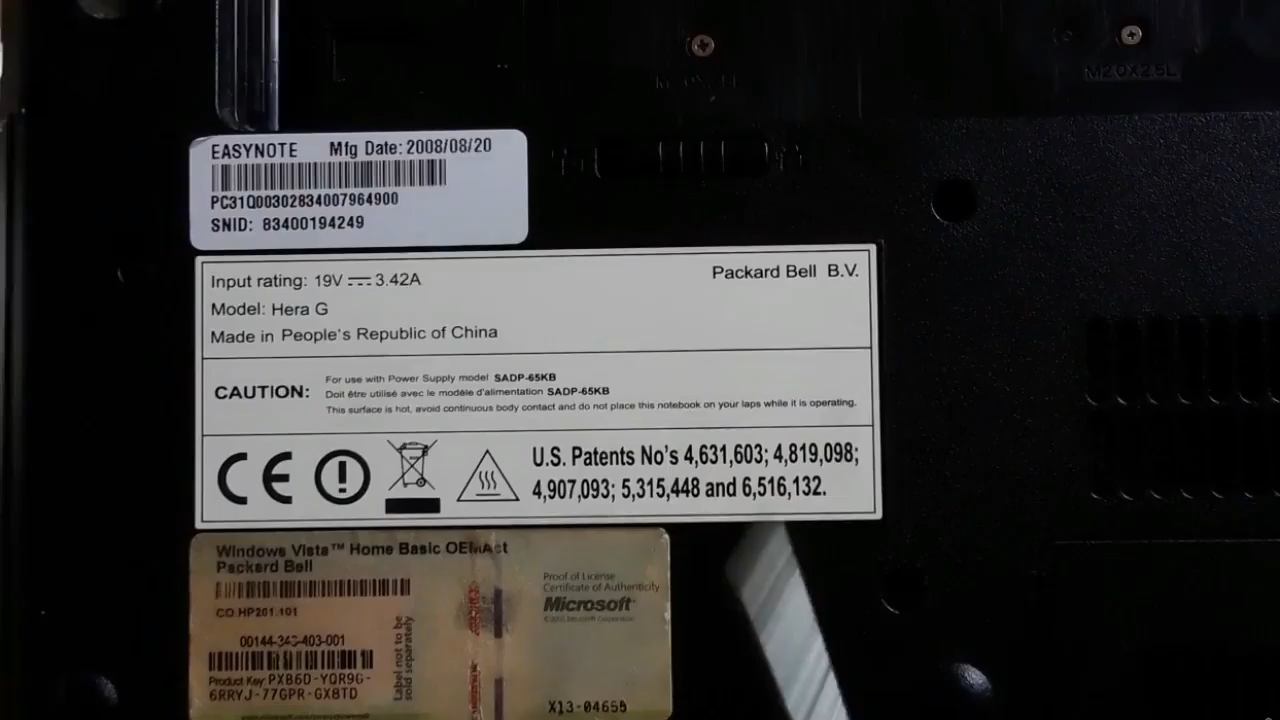 M2.0X2.5L
EASYNOTE Mfg Date: 2008/08/20
PC31Q00302834007964900
SNID: 83400194249
Input rating: 19V 3.42A
Packard Bell B.V.
Model: Hera G
Made in People's Republic of China
CAUTION:
For use with Power Supply model SADP-65KB
Doit être utilisé avec le modèle d'alimentation SADP-65KB
This surface is hot, avoid continuous body contact and do not place this notebook on your laps while it is operating.
CE
U.S. Patents No's 4,631,603; 4,819,098;
4,907,093; 5,315,448 and 6,516,132.
Windows Vista™ Home Basic OEMAct
Packard Bell
CO.HP201.101
00144-343-403-001
Product Key: PXB6D-YQR9G-
6RRYJ-77GPR-GX8TD
Label not to be
sold separately
Proof of License
Certificate of Authenticity
Microsoft
X13-04659